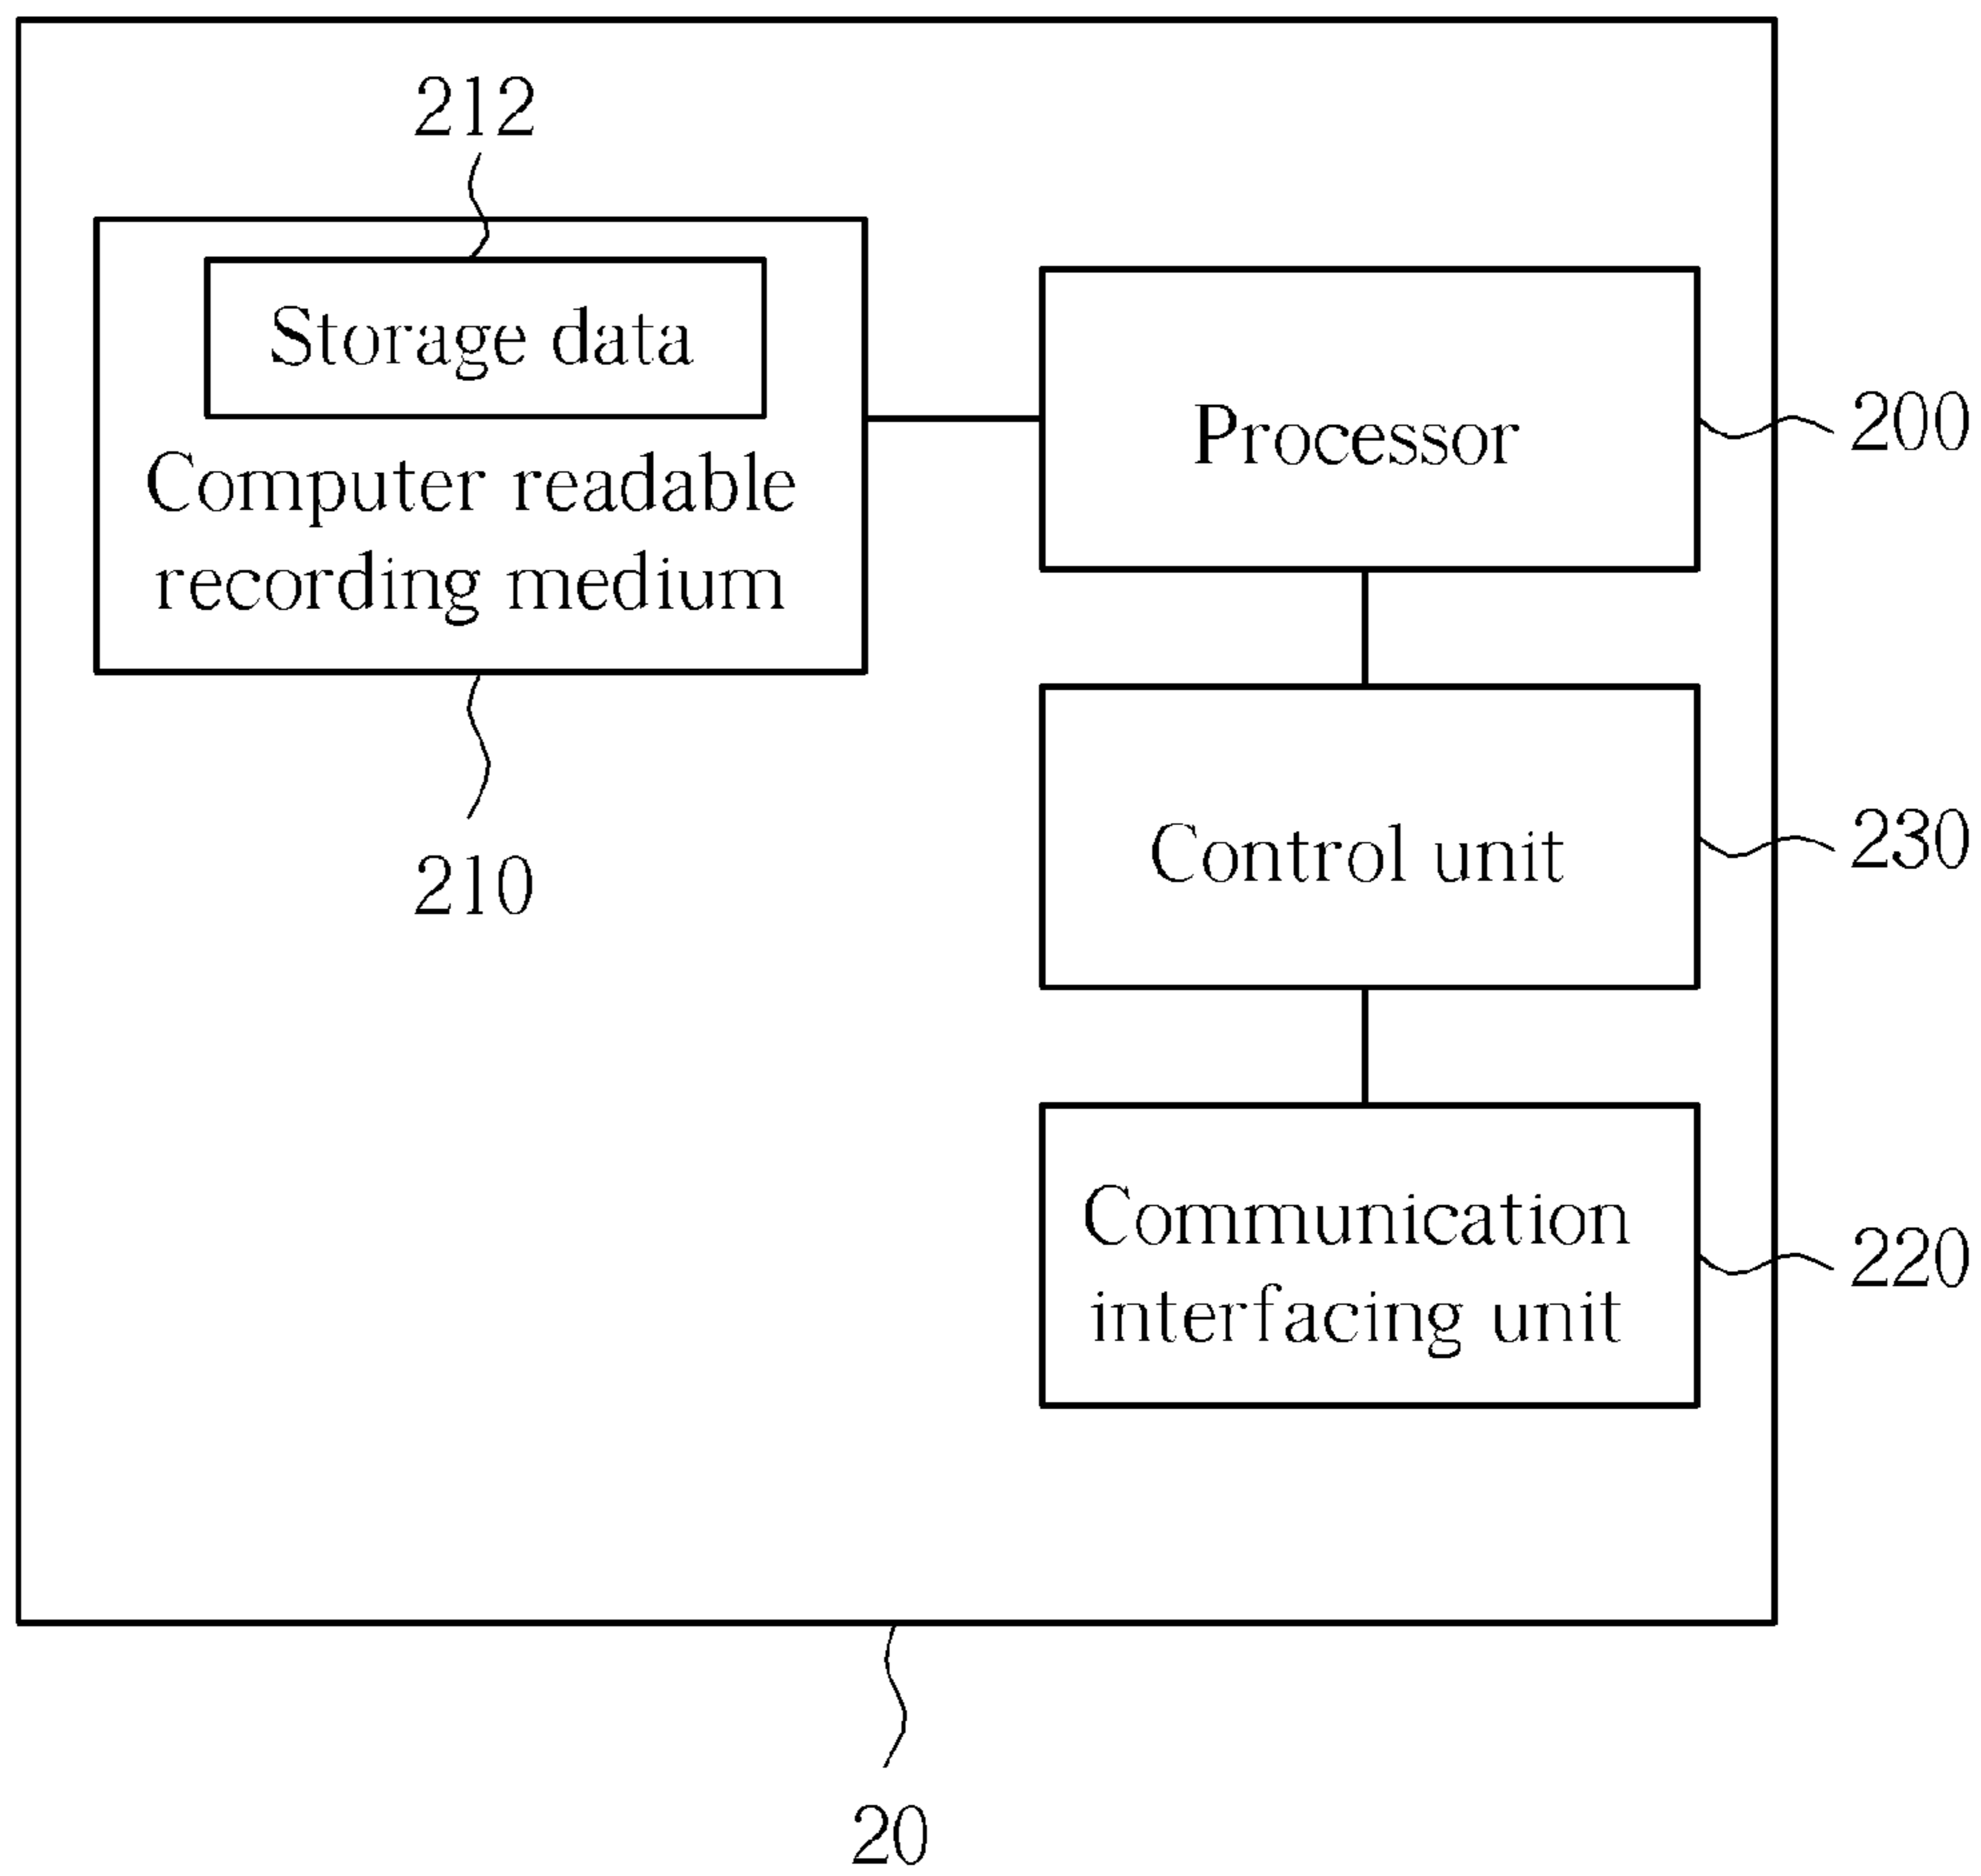 212
Storage data
Computer readable
recording medium
210
Processor
200
Control unit
230
Communication
interfacing unit
220
20